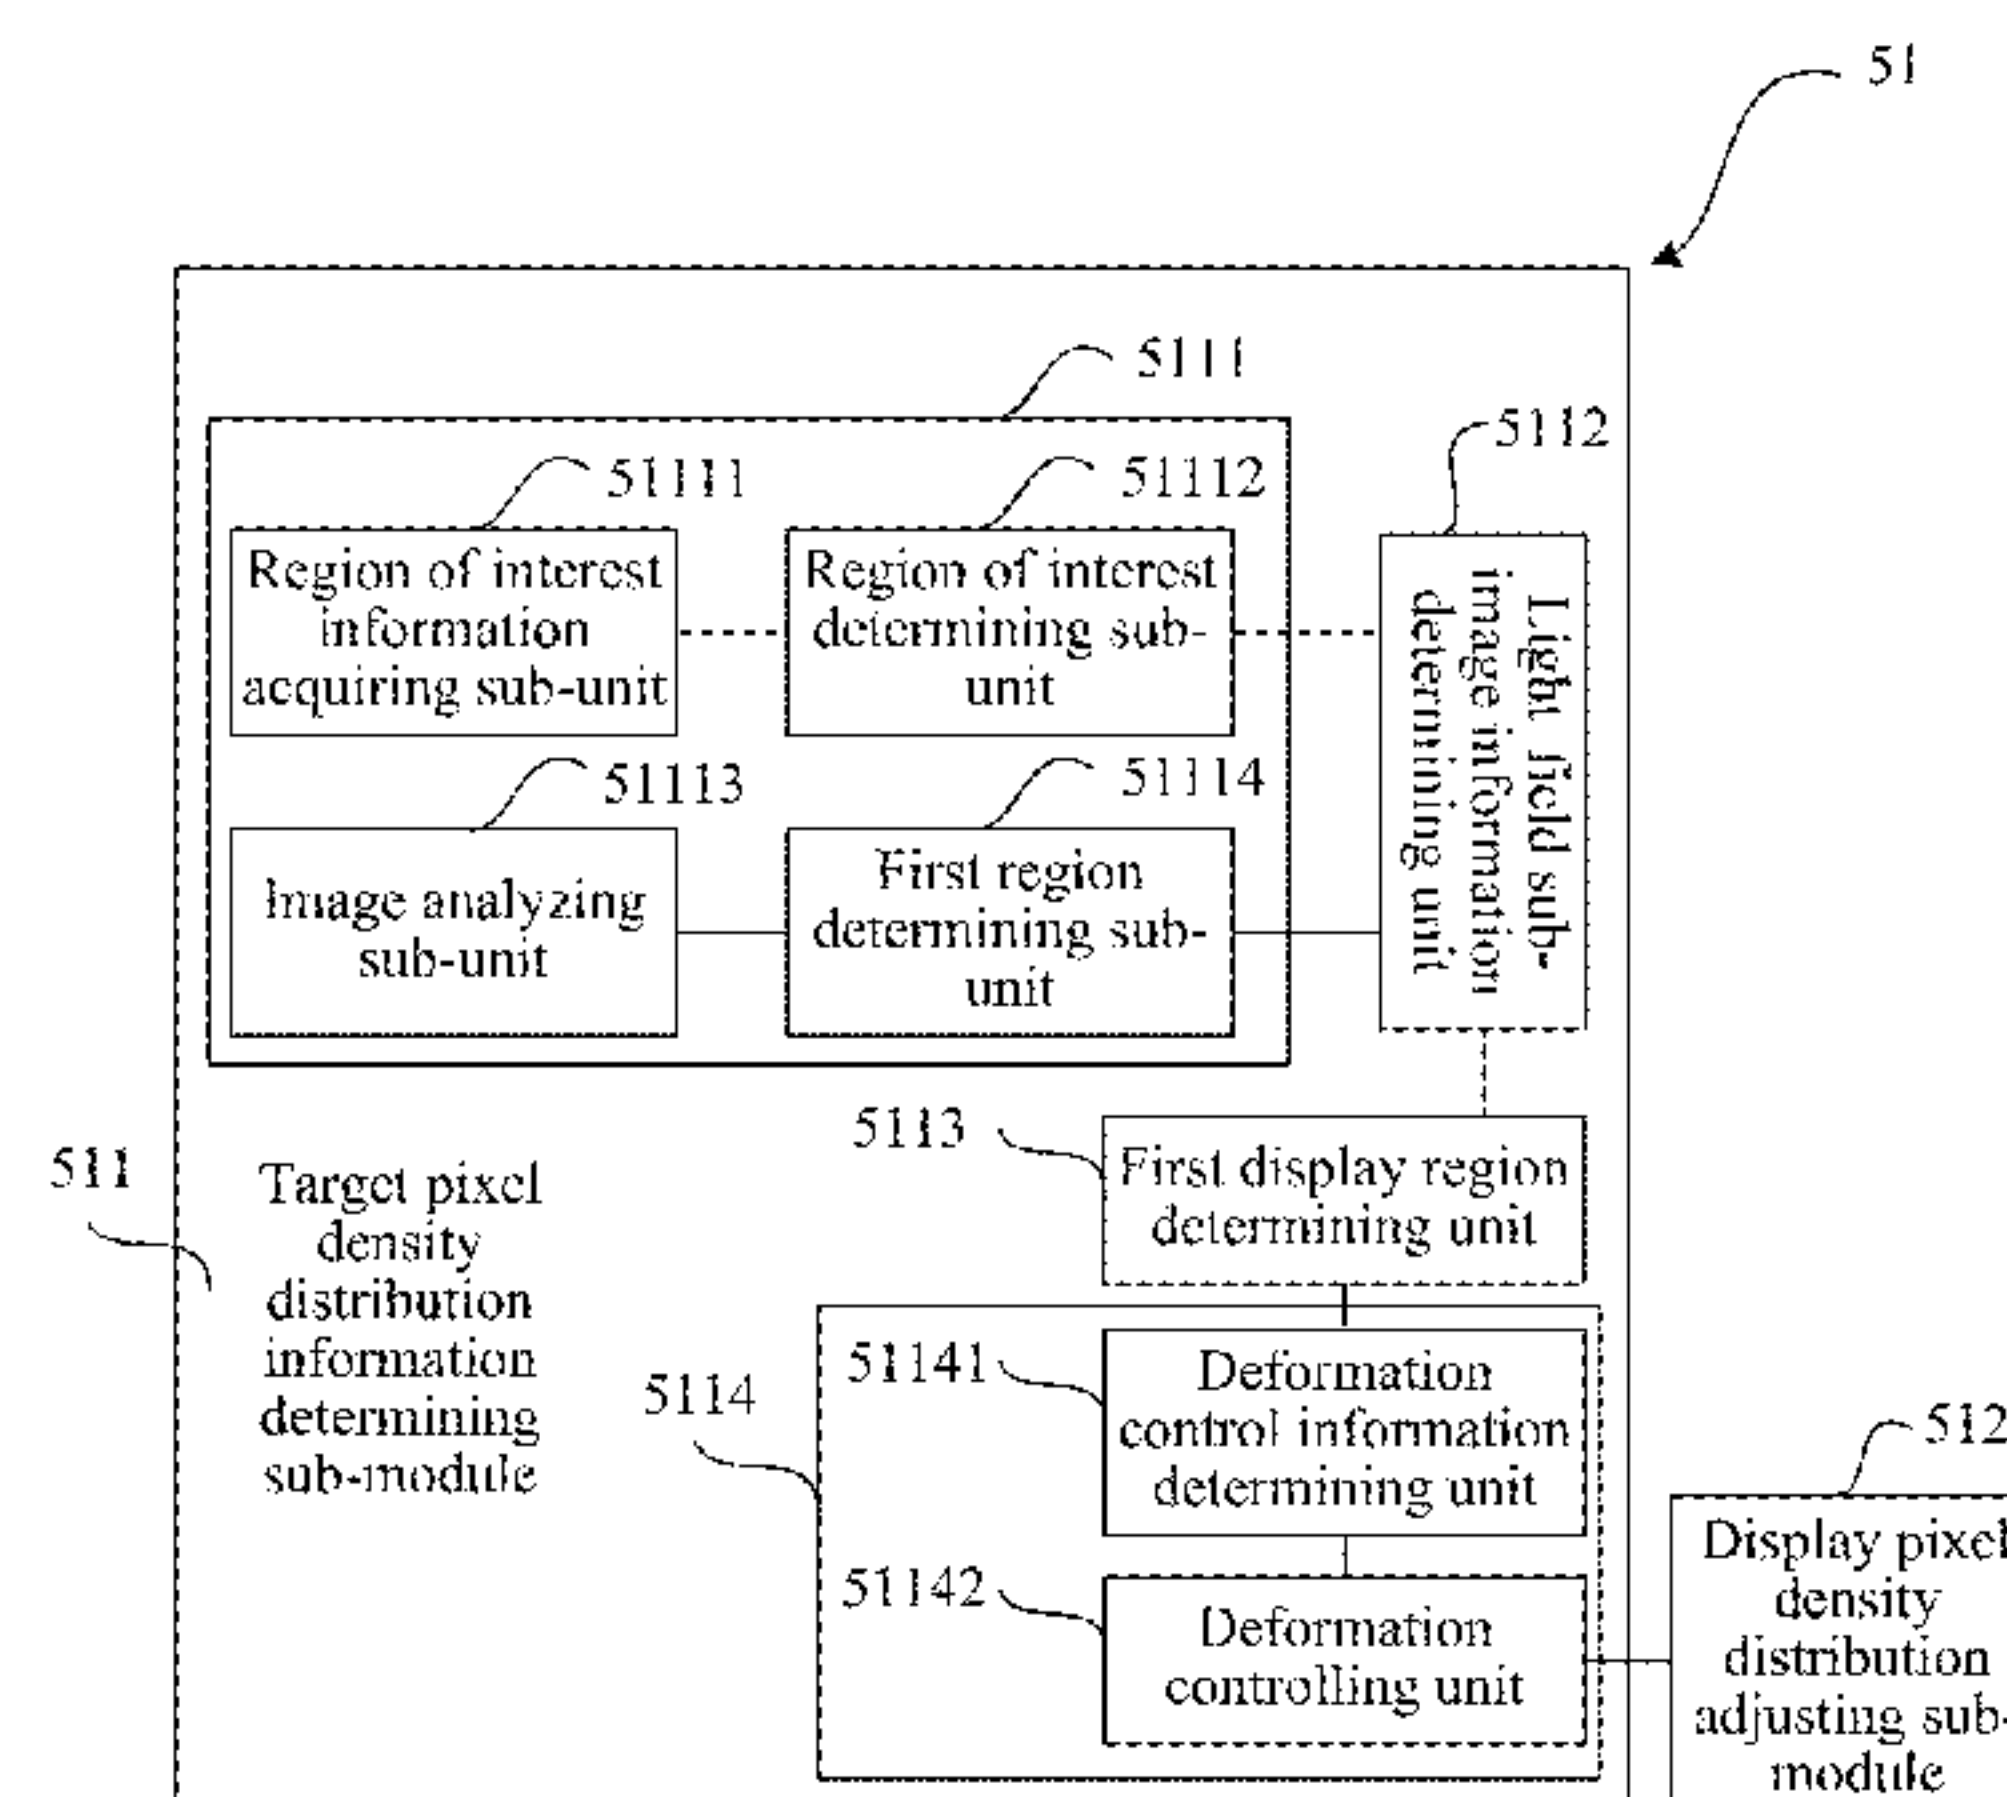 51
5111
5112
51111
51112
Region of interest
information
acquiring sub-unit
Region of interest
determining sub-
unit
Light field sub-
image information
determining unit
51113
51114
Image analyzing
sub-unit
First region
determining sub-
unit
5113
First display region
determining unit
511
Target pixel
density
distribution
information
determining
sub-module
5114
51141
Deformation
control information
determining unit
51142
Deformation
controlling unit
512
Display pixel
density
distribution
adjusting sub-
module